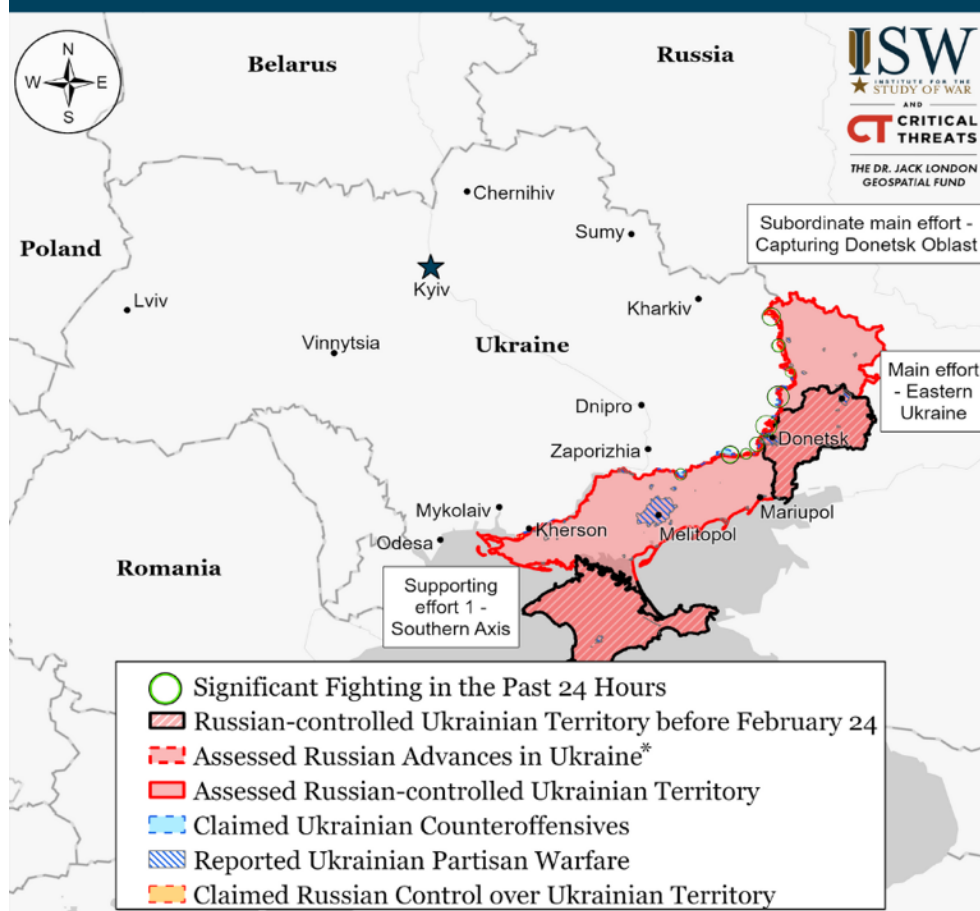 N
W
E
S
Belarus
Russia
ISW
INSTITUTE FOR THE
STUDY OF WAR
AND
CT CRITICAL
THREATS
THE DR. JACK LONDON
GEOSPATIAL FUND
Chernihiv
Subordinate main effort -
Capturing Donetsk Oblast
Sumy
Poland
Kyiv
Lviv
Kharkiv
Vinnytsia
Ukraine
Main effort
- Eastern
Ukraine
Dnipro
Donetsk
Zaporizhia
Mariupol
Mykolaiv
Melitopol
Kherson
Odesa
Romania
Supporting
effort 1 -
Southern Axis
Significant Fighting in the Past 24 Hours
Russian-controlled Ukrainian Territory before February 24
Assessed Russian Advances in Ukraine*
Assessed Russian-controlled Ukrainian Territory
Claimed Ukrainian Counteroffensives
Reported Ukrainian Partisan Warfare
Claimed Russian Control over Ukrainian Territory